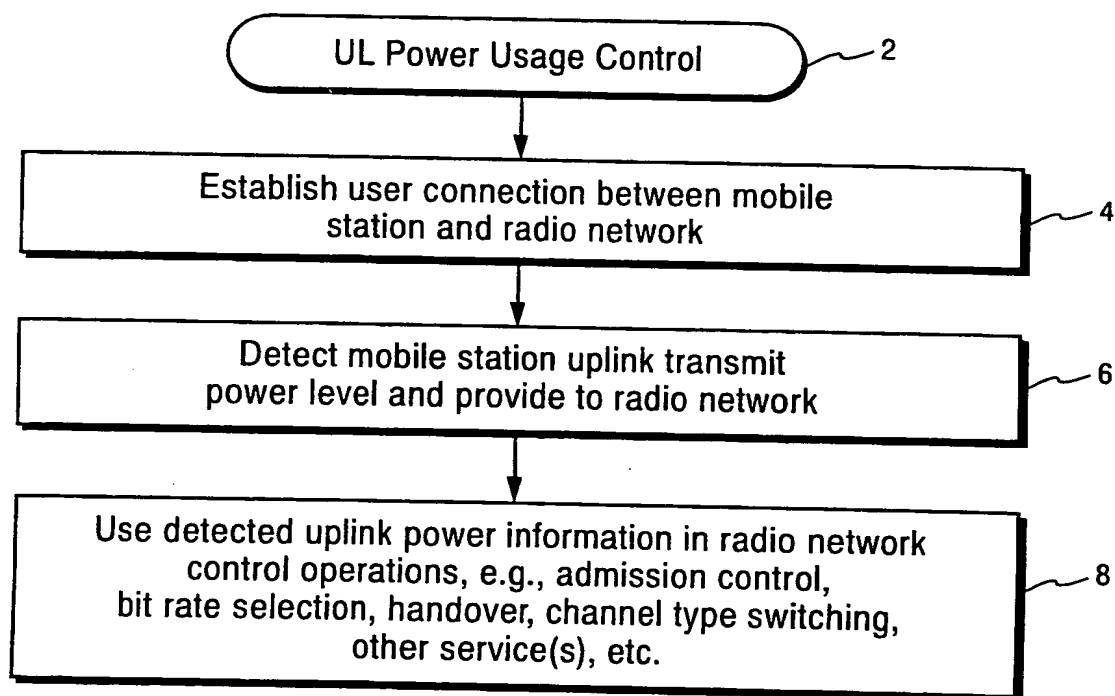 UL Power Usage Control
2
Establish user connection between mobile
station and radio network
4
Detect mobile station uplink transmit
power level and provide to radio network
6
Use detected uplink power information in radio network
control operations, e.g., admission control,
bit rate selection, handover, channel type switching,
other service(s), etc.
8